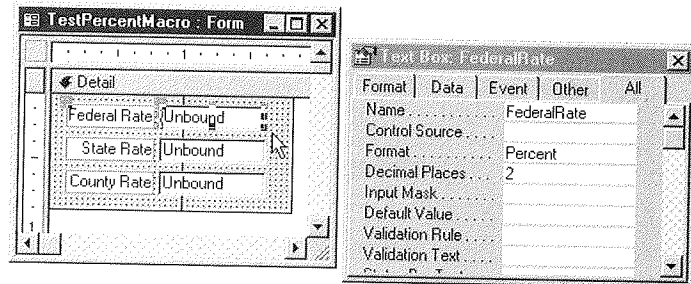 TestPercentMacro : Form
Detail
Federal Rate: Unbound
State Rate: Unbound
County Rate: Unbound
1
Text Box: FederalRate
Format Data Event Other All
Name . . . . . . . . . . . FederalRate
Control Source . . . .
Format . . . . . . . . . . Percent
Decimal Places . . . 2
Input Mask . . . . . . .
Default Value . . . . .
Validation Rule . . . .
Validation Text . . . .